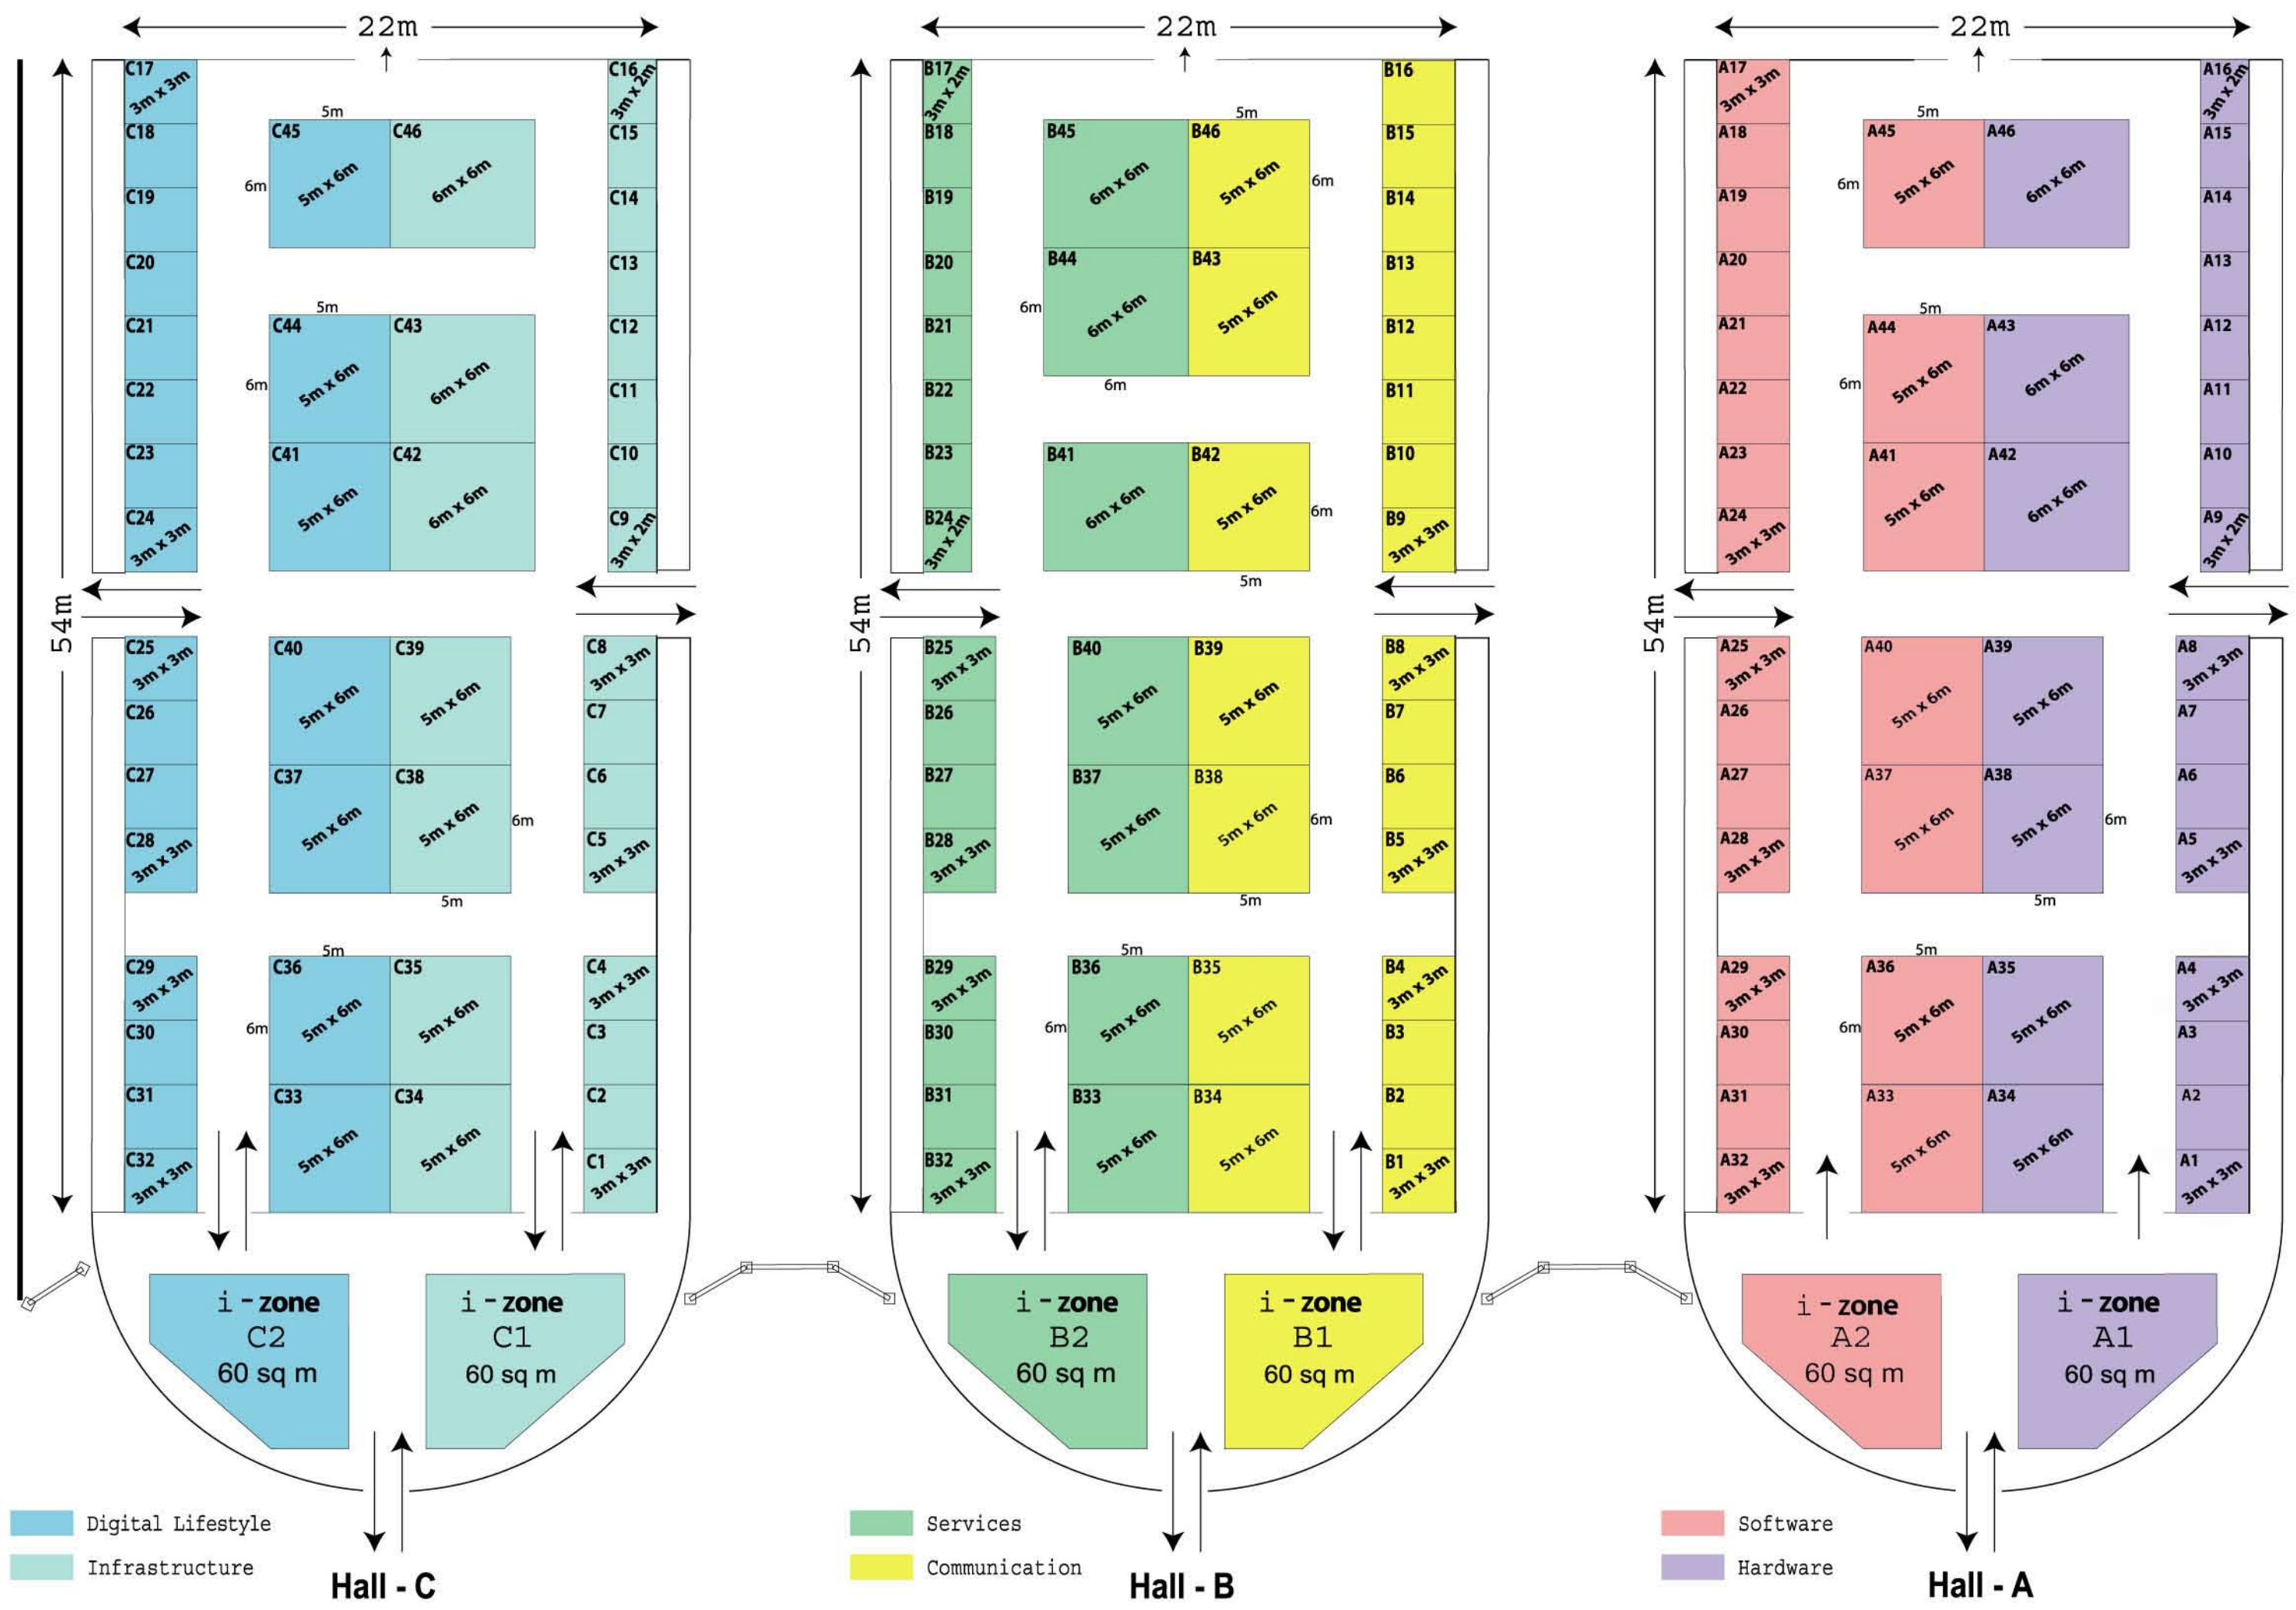 22m
22m
22m
C17
3m x 3m
C18
C19
C20
C21
C22
C23
C24
3m x 3m
5m
C45
5m x 6m
C46
6m x 6m
6m
5m
C44
5m x 6m
C43
6m x 6m
6m
C41
5m x 6m
C42
6m x 6m
C16
3m x 2m
C15
C14
C13
C12
C11
C10
C9
3m x 2m
54m
C25
3m x 3m
C26
C27
C28
3m x 3m
C40
5m x 6m
C39
5m x 6m
C37
5m x 6m
C38
5m x 6m
6m
5m
C8
3m x 3m
C7
C6
C5
3m x 3m
C29
3m x 3m
C30
C31
C32
3m x 3m
5m
C36
5m x 6m
C35
5m x 6m
6m
C33
5m x 6m
C34
5m x 6m
C4
3m x 3m
C3
C2
C1
3m x 3m
i - zone
C2
60 sq m
i - zone
C1
60 sq m
Digital Lifestyle
Infrastructure
Hall - C
B17
3m x 2m
B18
B19
B20
B21
B22
B23
B24
3m x 2m
5m
B45
6m x 6m
B46
5m x 6m
6m
B44
6m x 6m
B43
5m x 6m
6m
6m
B41
6m x 6m
B42
5m x 6m
6m
5m
B16
B15
B14
B13
B12
B11
B10
B9
3m x 3m
54m
B25
3m x 3m
B26
B27
B28
3m x 3m
B40
5m x 6m
B39
5m x 6m
B37
5m x 6m
B38
5m x 6m
6m
5m
B8
3m x 3m
B7
B6
B5
3m x 3m
B29
3m x 3m
B30
B31
B32
3m x 3m
5m
B36
5m x 6m
B35
5m x 6m
6m
B33
5m x 6m
B34
5m x 6m
B4
3m x 3m
B3
B2
B1
3m x 3m
i - zone
B2
60 sq m
i - zone
B1
60 sq m
Services
Communication
Hall - B
A17
3m x 3m
A18
A19
A20
A21
A22
A23
A24
3m x 3m
5m
A45
5m x 6m
A46
6m x 6m
6m
5m
A44
5m x 6m
A43
6m x 6m
6m
A41
5m x 6m
A42
6m x 6m
A16
3m x 2m
A15
A14
A13
A12
A11
A10
A9
3m x 2m
54m
A25
3m x 3m
A26
A27
A28
3m x 3m
A40
5m x 6m
A39
5m x 6m
A37
5m x 6m
A38
5m x 6m
6m
5m
A8
3m x 3m
A7
A6
A5
3m x 3m
A29
3m x 3m
A30
A31
A32
3m x 3m
5m
A36
5m x 6m
A35
5m x 6m
6m
A33
5m x 6m
A34
5m x 6m
A4
3m x 3m
A3
A2
A1
3m x 3m
i - zone
A2
60 sq m
i - zone
A1
60 sq m
Software
Hardware
Hall - A